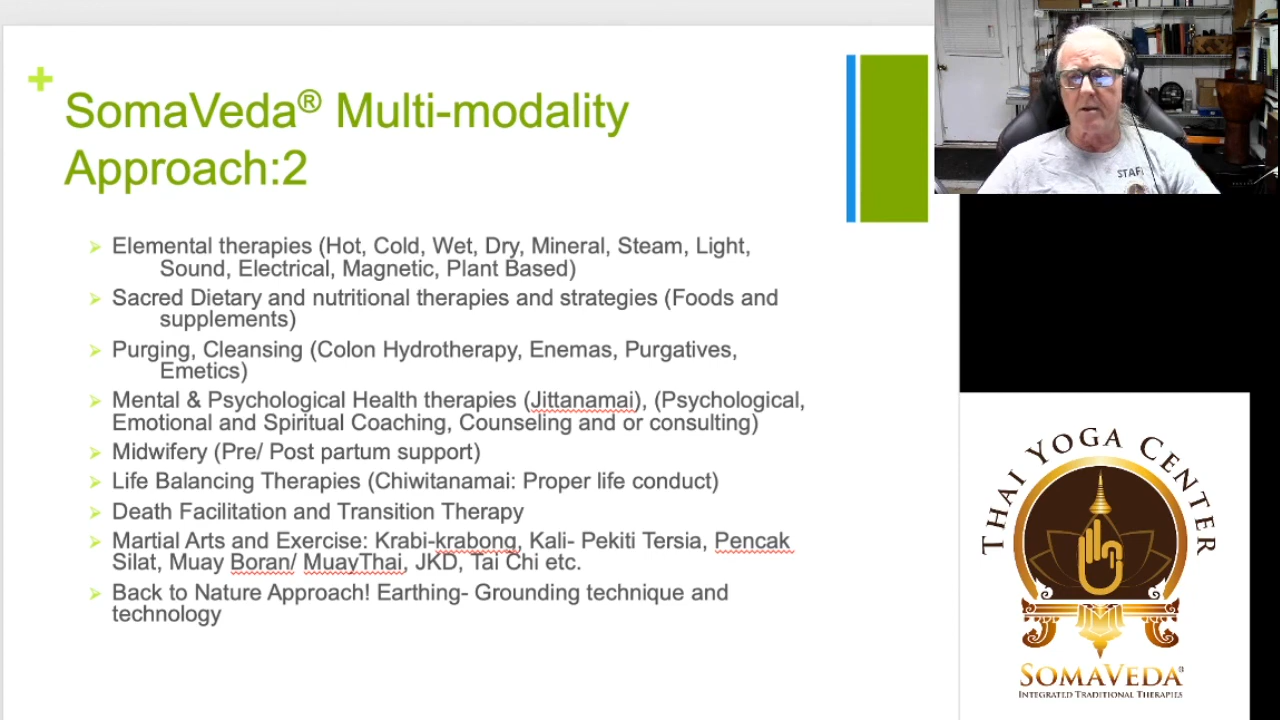 SomaVeda® Multi-modality
Approach:2
Elemental therapies (Hot, Cold, Wet, Dry, Mineral, Steam, Light,
Sound, Electrical, Magnetic, Plant Based)
Sacred Dietary and nutritional therapies and strategies (Foods and
supplements)
Purging, Cleansing (Colon Hydrotherapy, Enemas, Purgatives,
Emetics)
Mental & Psychological Health therapies (Jittanamai), (Psychological,
Emotional and Spiritual Coaching, Counseling and or consulting)
Midwifery (Pre/ Post partum support)
Life Balancing Therapies (Chiwitanamai: Proper life conduct)
Death Facilitation and Transition Therapy
Martial Arts and Exercise: Krabi-krabong, Kali- Pekiti Tersia, Pencak
Silat, Muay Boran/ MuayThai, JKD, Tai Chi etc.
Back to Nature Approach! Earthing- Grounding technique and
technology
STAFF
THAI YOGA CENTER
SOMAVEDA®
INTEGRATED TRADITIONAL THERAPIES